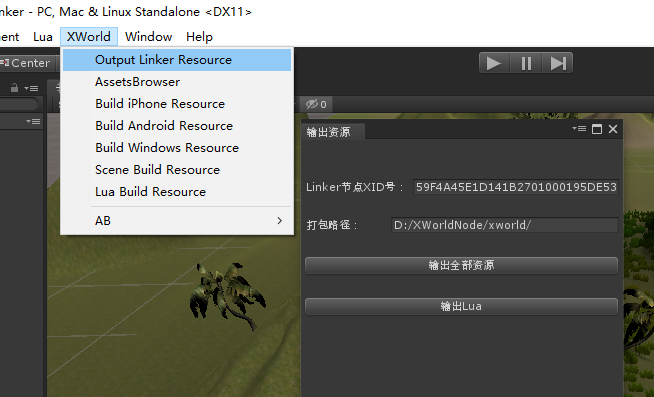 nker - PC, Mac & Linux Standalone <DX11>
ment Lua XWorld Window Help
Center
Output Linker Resource
AssetsBrowser
Build iPhone Resource
Build Android Resource
Build Windows Resource
Scene Build Resource
Lua Build Resource
AB
0
输出资源
Linker节点XID号： 59F4A45E1D141B2701000195DE53
打包路径： D:/XWorldNode/xworld/
输出全部资源
输出Lua